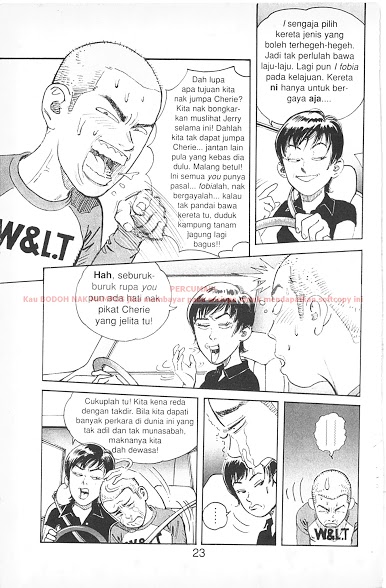 I sengaja pilih
kereta jenis yang
boleh terhegeh-hegeh.
Jadi tak perlulah bawa
laju-laju. Lagi pun I fobia
pada kelajuan. Kereta
ni hanya untuk ber-
gaya aja....
Dah lupa
apa tujuan kita
nak jumpa Cherie?
Kita nak bongkar-
kan muslihat Jerry
selama ini! Dahlah
kita tak dapat jumpa
Cherie... jantan lain
pula yang kebas dia
dulu. Malang betul!
Ini semua you punya
pasal... fobialah, nak
bergayalah... kalau
tak pandai bawa
kereta tu, duduk
kampung tanam
jagung lagi
bagus!!
W&L.T
Hah, seburuk-
buruk rupa you
pun ada hati nak
pikat Cherie
yang jelita tu!
PERCUMA
Kau BODOH NAK
softcopy ini
Cukuplah tu! Kita kena reda
dengan takdir. Bila kita dapati
banyak perkara di dunia ini yang
tak adil dan tak munasabah,
maknanya kita
dah dewasa!
W&L.T
......
......
W&L.T
23